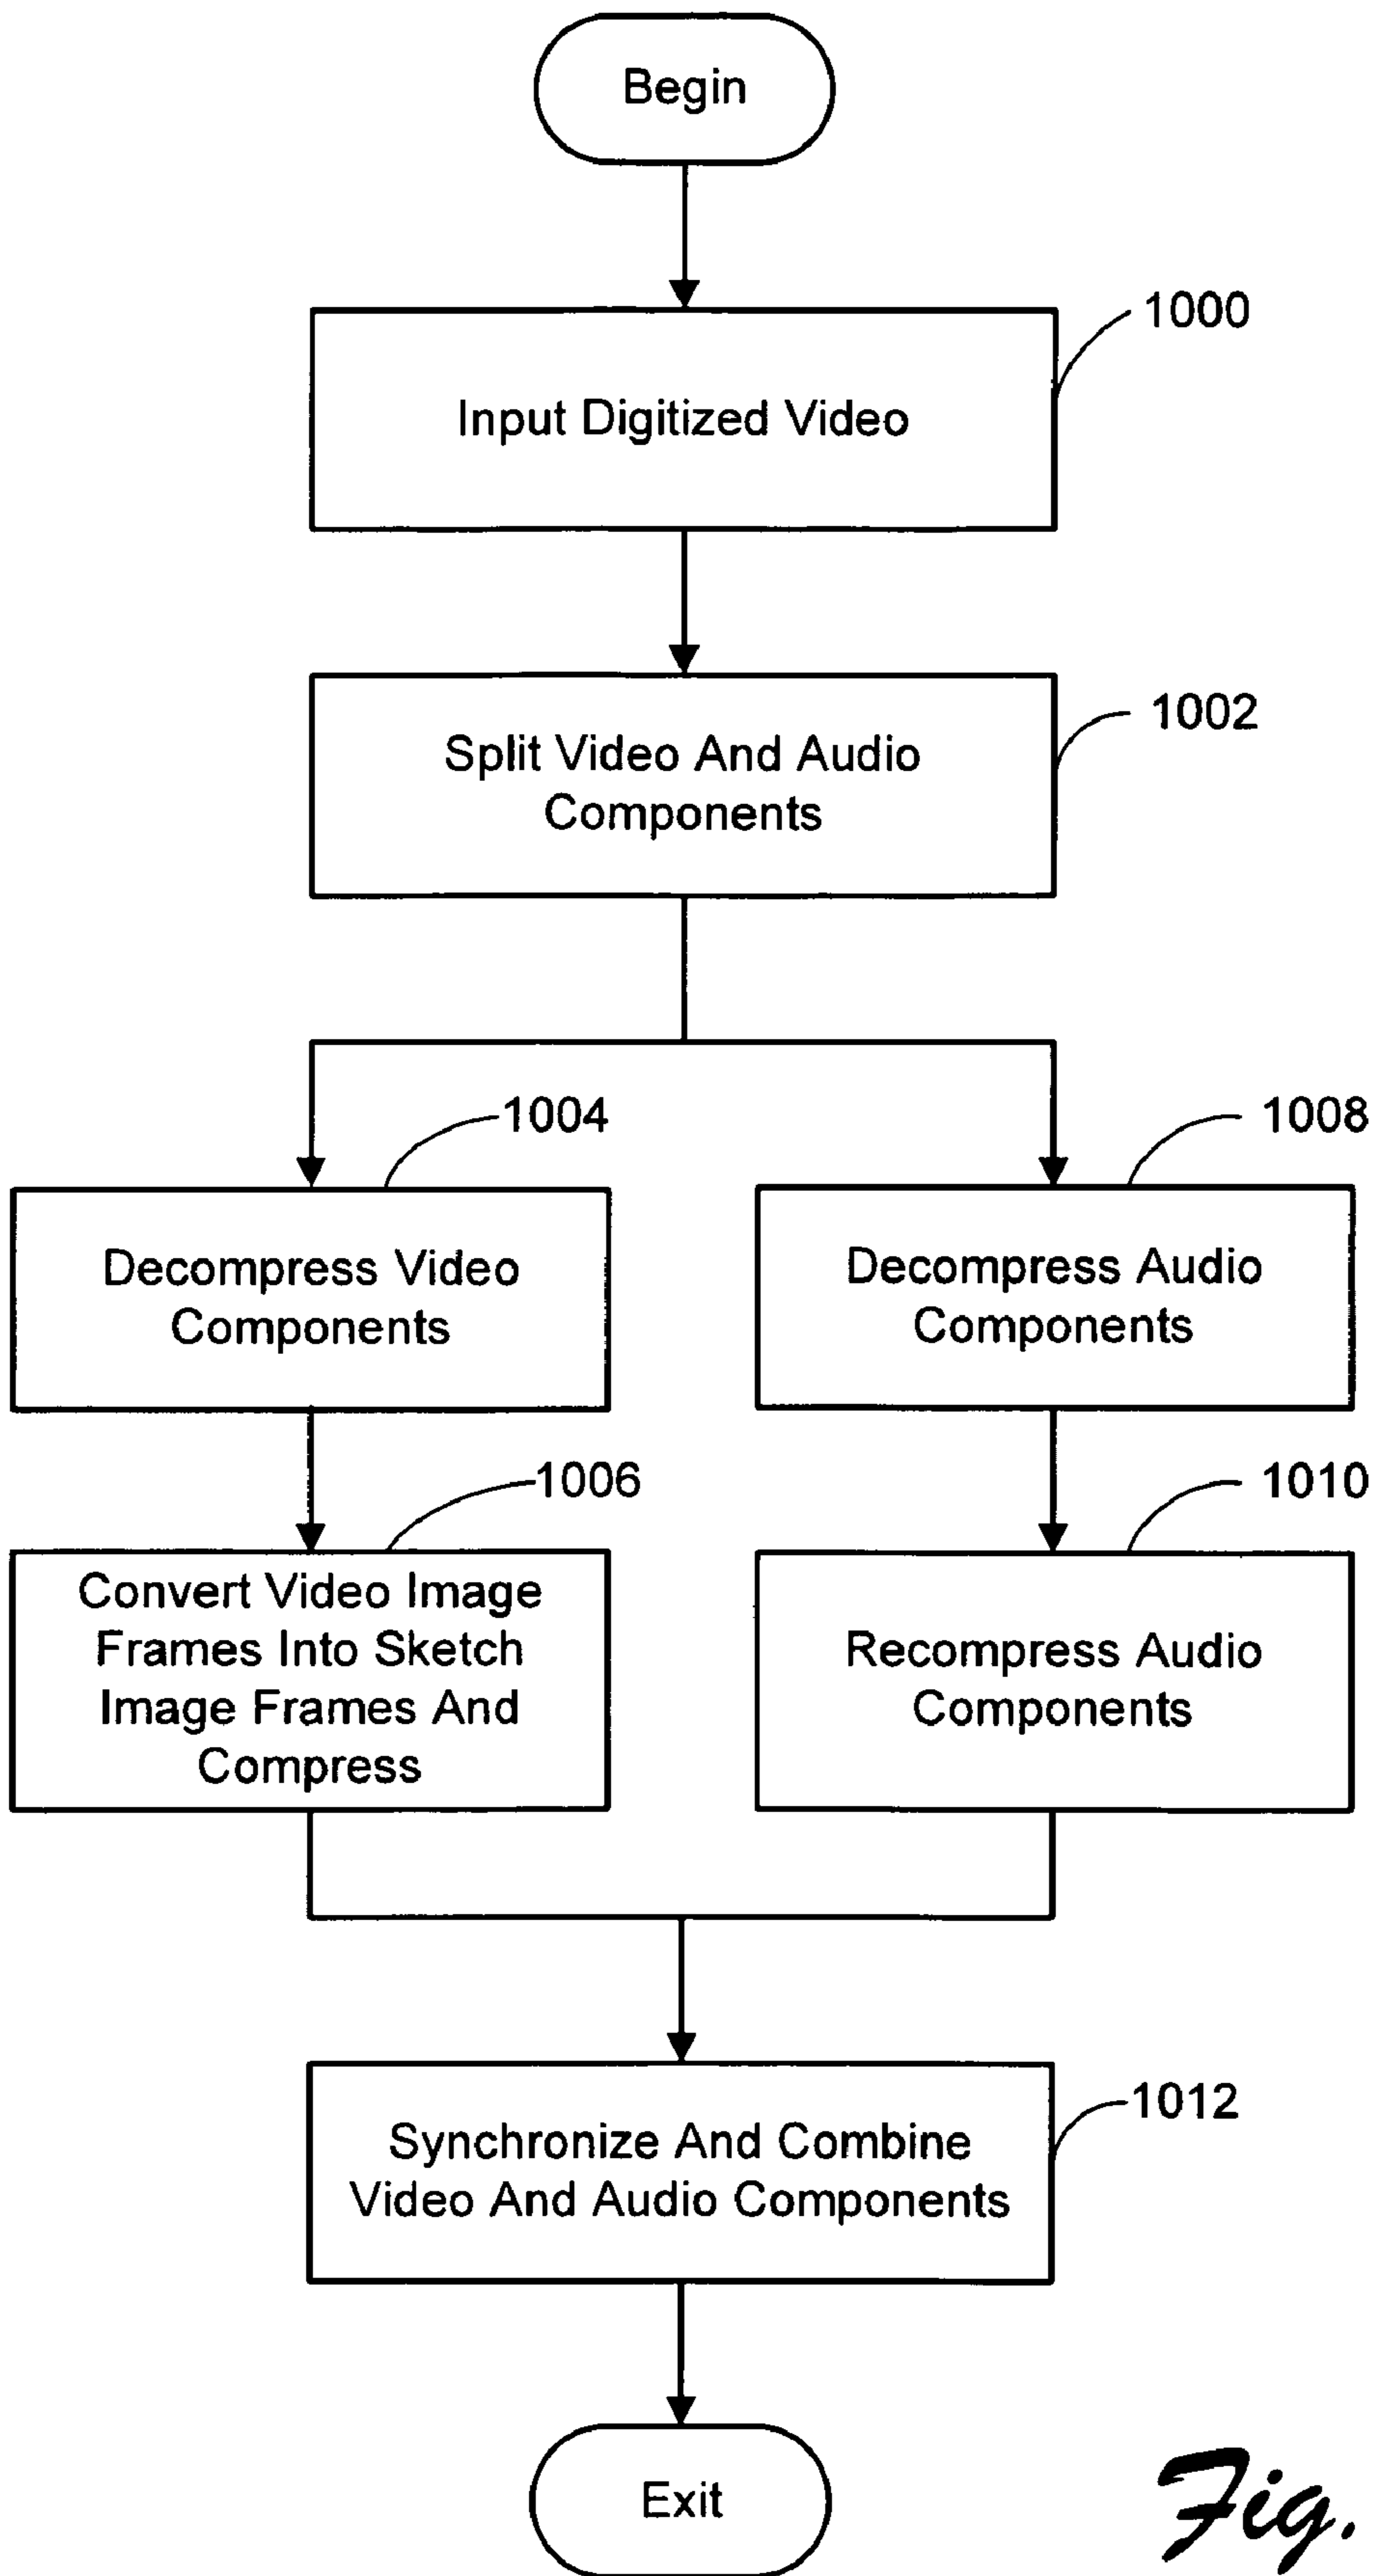 Begin
1000
Input Digitized Video
1002
Split Video And Audio
Components
1004
Decompress Video
Components
1008
Decompress Audio
Components
1006
Convert Video Image
Frames Into Sketch
Image Frames And
Compress
1010
Recompress Audio
Components
1012
Synchronize And Combine
Video And Audio Components
Exit
Fig.